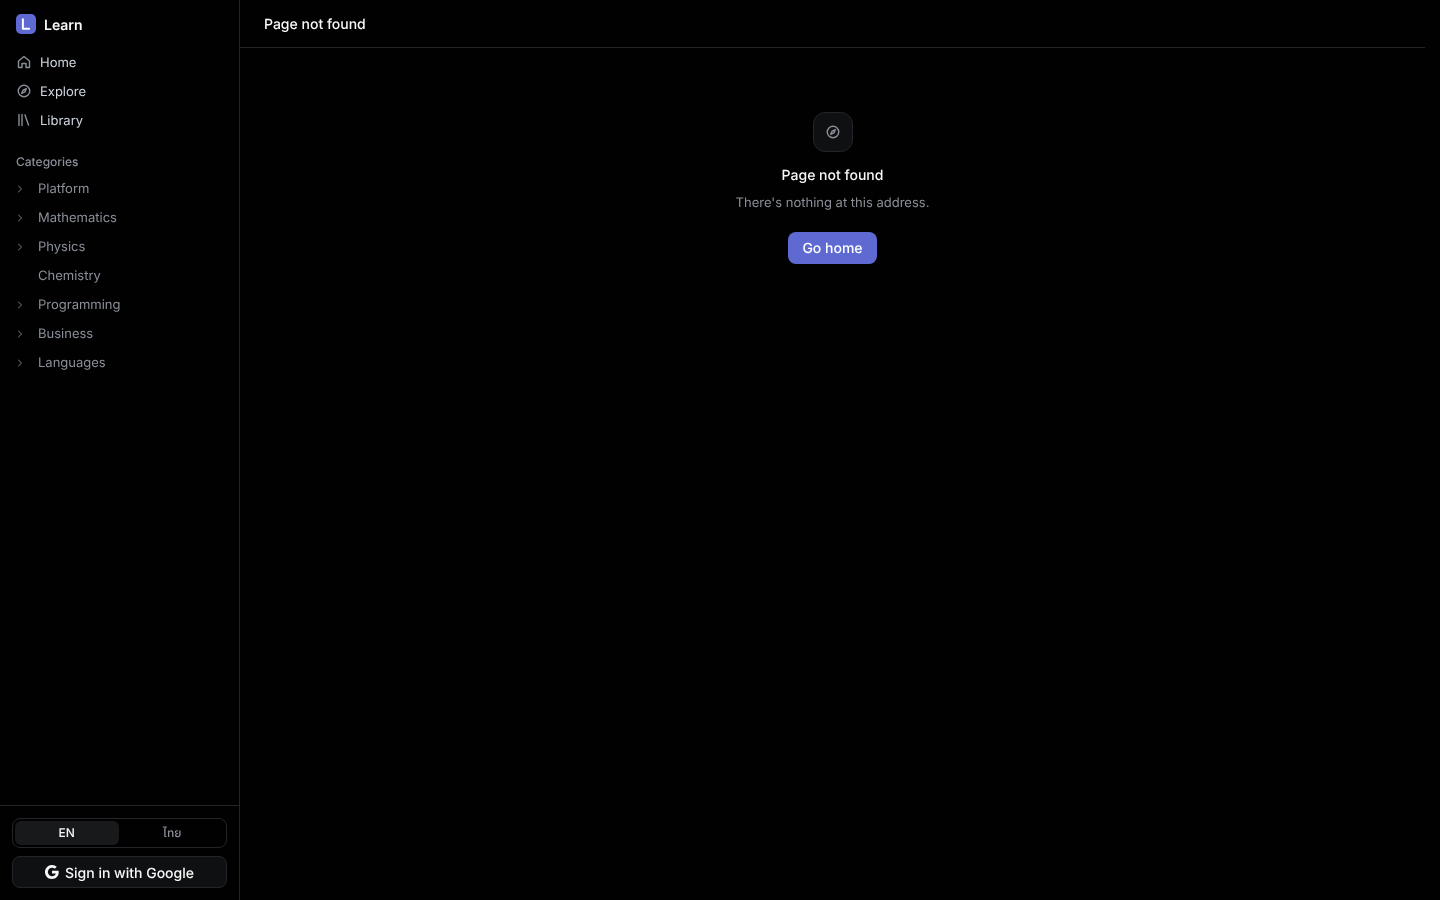 L Learn
Home
Explore
Library
Categories
Platform
Mathematics
Physics
Chemistry
Programming
Business
Languages
EN ไทย
Sign in with Google
Page not found
Page not found
There's nothing at this address.
Go home